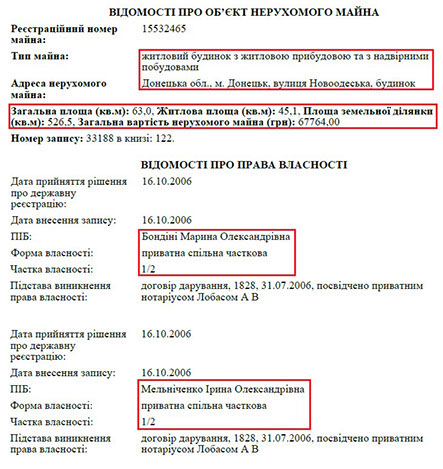 ВІДОМОСТІ ПРО ОБ’ЄКТ НЕРУХОМОГО МАЙНА
Реєстраційний номер майна: 15532465
Тип майна: житловий будинок з житловою прибудовою та з надвірними побудовами
Адреса нерухомого майна: Донецька обл., м. Донецьк, вулиця Новоодеська, будинок
Загальна площа (кв.м): 63,0, Житлова площа (кв.м): 45,1, Площа земельної ділянки
(кв.м): 526.5, Загальна вартість нерухомого майна (грн): 67764,00
Номер запису: 33188 в книзі: 122.
ВІДОМОСТІ ПРО ПРАВА ВЛАСНОСТІ
Дата прийняття рішення про державну реєстрацію: 16.10.2006
Дата внесення запису: 16.10.2006
ПІБ: Бондіні Марина Олександрівна
Форма власності: приватна спільна часткова
Частка власності: 1/2
Підстава виникнення права власності: договір дарування, 1828, 31.07.2006, посвідчено приватним нотаріусом Лобасом А В
Дата прийняття рішення про державну реєстрацію: 16.10.2006
Дата внесення запису: 16.10.2006
ПІБ: Мельніченко Ірина Олександрівна
Форма власності: приватна спільна часткова
Частка власності: 1/2
Підстава виникнення права власності: договір дарування, 1828, 31.07.2006, посвідчено приватним нотаріусом Лобасом А В